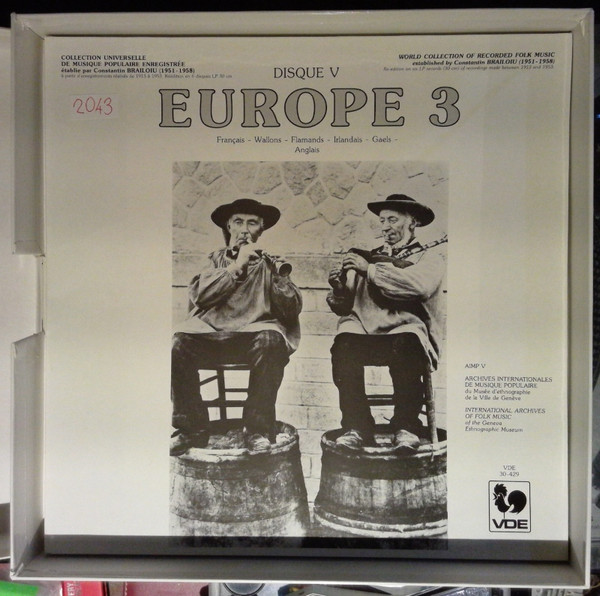 COLLECTION UNIVERSELLE
DE MUSIQUE POPULAIRE ENREGISTRÉE
établie par Constantin BRAILOIU (1951-1958)
WORLD COLLECTION OF RECORDED FOLK MUSIC
established by Constantin BRAILOIU (1951-1958)
2043
DISQUE V
EUROPE 3
Français - Wallons - Flamands - Irlandais - Gaels -
Anglais
AIMP V
ARCHIVES INTERNATIONALES
DE MUSIQUE POPULAIRE
du Musée d'ethnographie
de la Ville de Genève
INTERNATIONAL ARCHIVES
OF FOLK MUSIC
of the Geneva
Ethnographic Museum
VDE
30-429
VDE